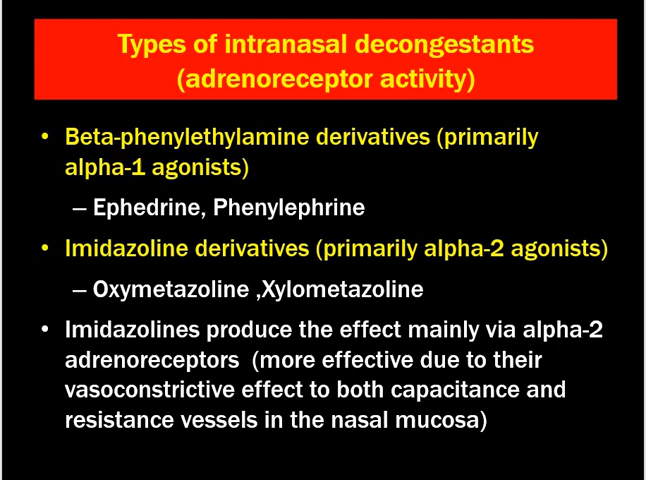 Types of intranasal decongestants
(adrenoreceptor activity)
• Beta-phenylethylamine derivatives (primarily
alpha-1 agonists)
– Ephedrine, Phenylephrine
• Imidazoline derivatives (primarily alpha-2 agonists)
– Oxymetazoline ,Xylometazoline
• Imidazolines produce the effect mainly via alpha-2
adrenoreceptors (more effective due to their
vasoconstrictive effect to both capacitance and
resistance vessels in the nasal mucosa)